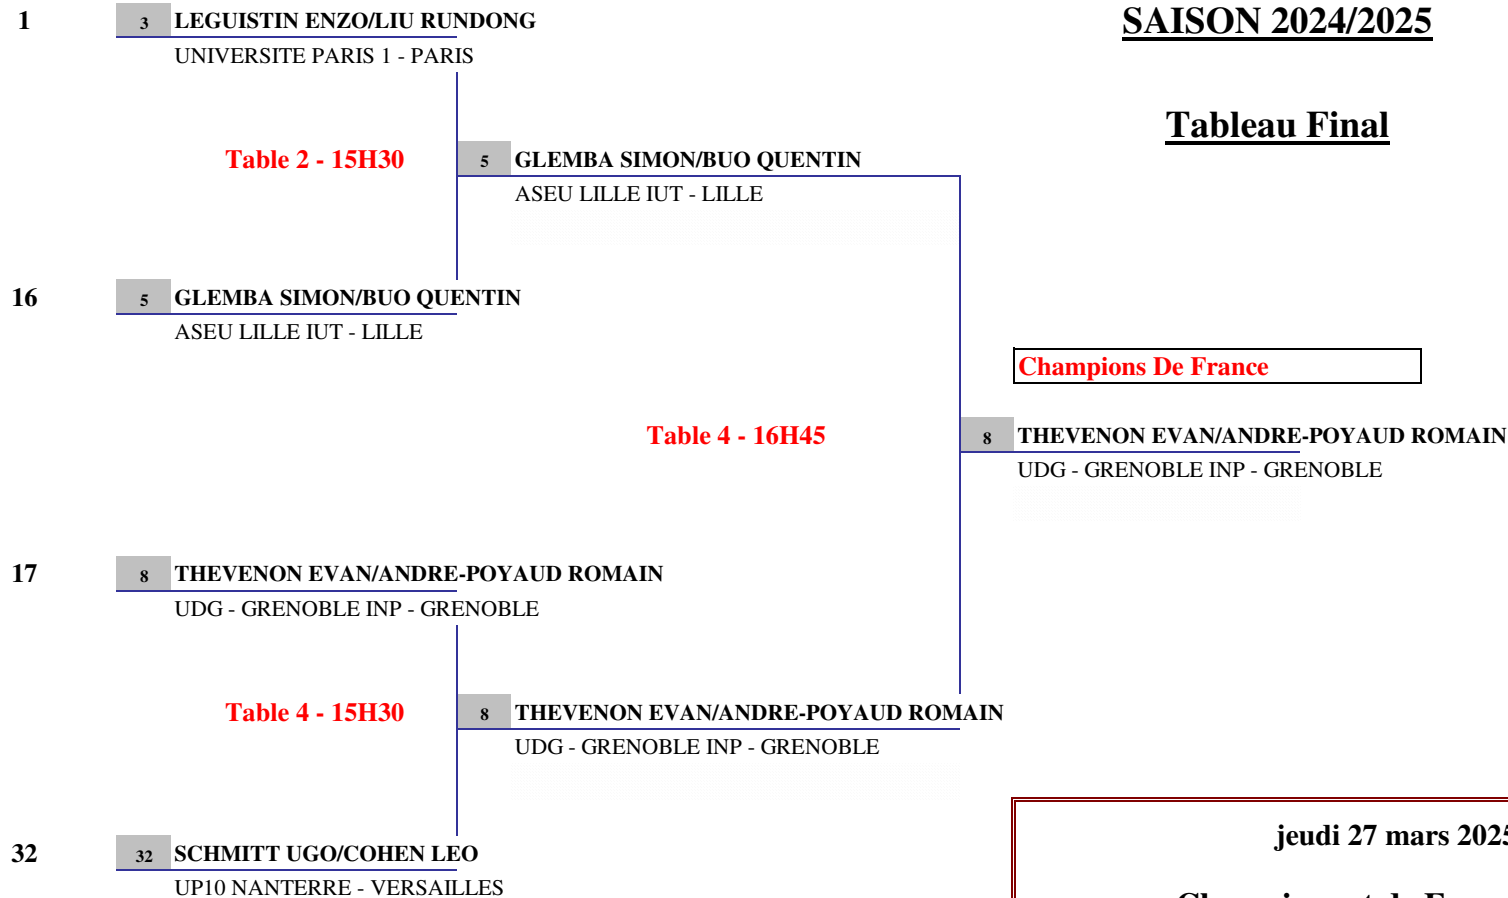 1 3 LEGUISTIN ENZO/LIU RUNDONG
SAISON 2024/2025
UNIVERSITE PARIS 1 - PARIS
Tableau Final
Table 2 - 15H30 5 GLEMBA SIMON/BUO QUENTIN
ASEU LILLE IUT - LILLE
16 5 GLEMBA SIMON/BUO QUENTIN
ASEU LILLE IUT - LILLE
Champions De France
Table 4 - 16H45 8 THEVENON EVAN/ANDRE-POYAUD ROMAIN
UDG - GRENOBLE INP - GRENOBLE
17 8 THEVENON EVAN/ANDRE-POYAUD ROMAIN
UDG - GRENOBLE INP - GRENOBLE
Table 4 - 15H30 8 THEVENON EVAN/ANDRE-POYAUD ROMAIN
UDG - GRENOBLE INP - GRENOBLE
jeudi 27 mars 2025
32 32 SCHMITT UGO/COHEN LEO
UP10 NANTERRE - VERSAILLES